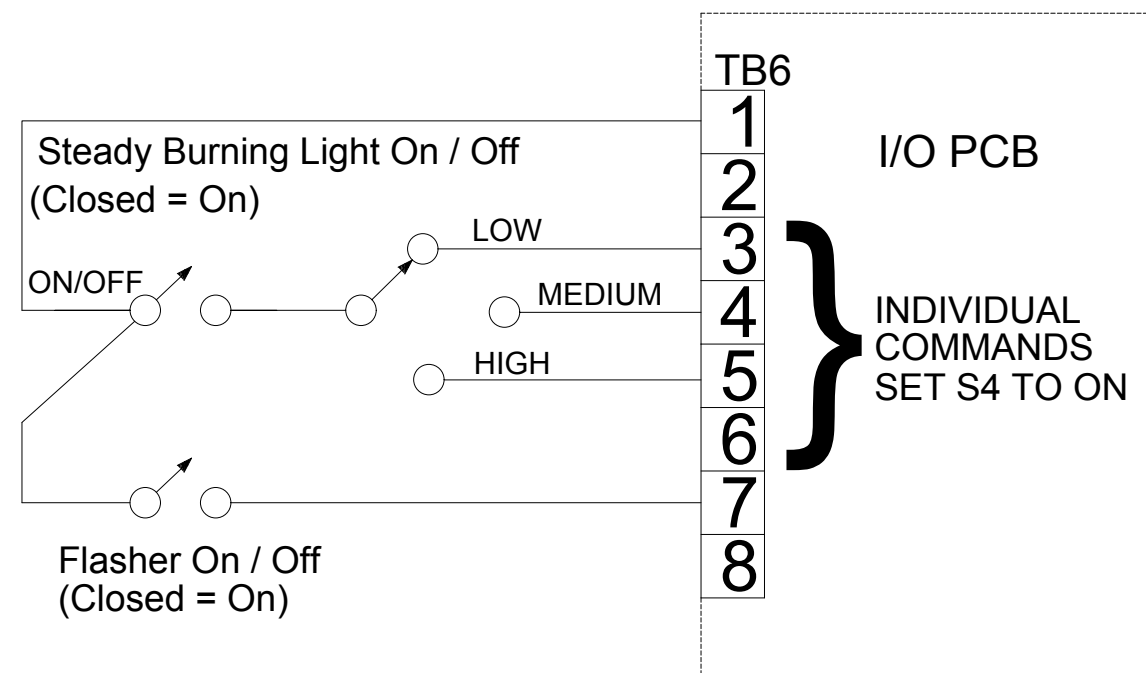 TB6
1
2
3
4
5
6
7
8
I/O PCB
Steady Burning Light On / Off
(Closed = On)
ON/OFF
LOW
MEDIUM
HIGH
INDIVIDUAL
COMMANDS
SET S4 TO ON
Flasher On / Off
(Closed = On)